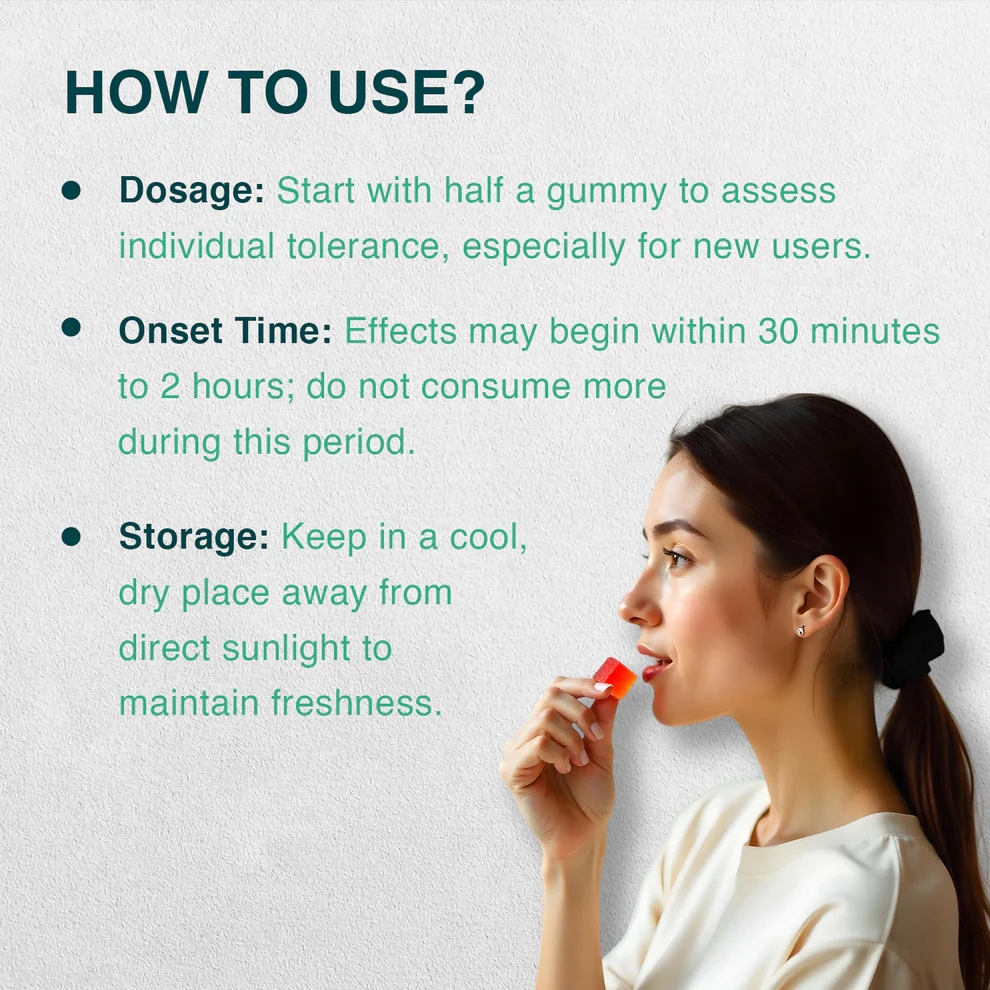 HOW TO USE?
Dosage: Start with half a gummy to assess
individual tolerance, especially for new users.
Onset Time: Effects may begin within 30 minutes
to 2 hours; do not consume more
during this period.
Storage: Keep in a cool,
dry place away from
direct sunlight to
maintain freshness.